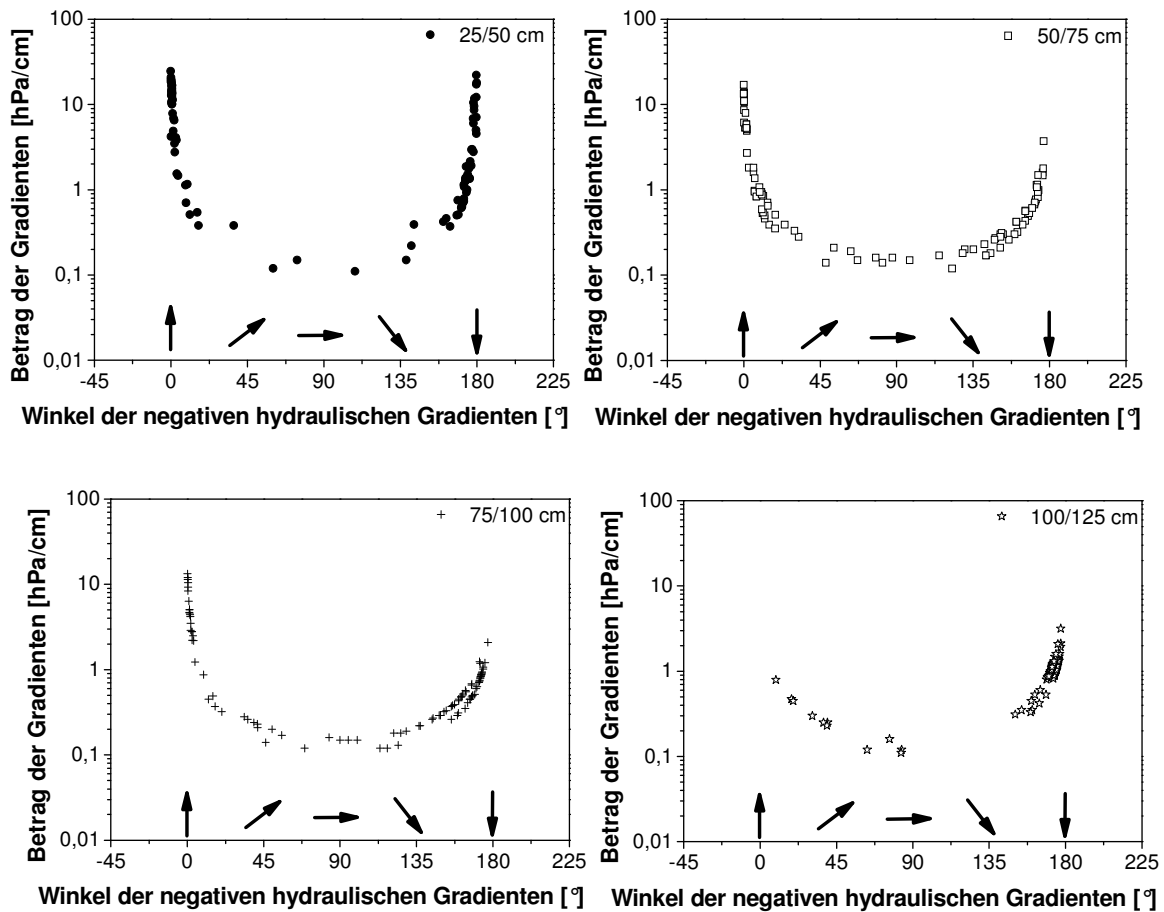 25/50 cm
Betrag der Gradienten [hPa/cm]
100
10
1
0,1
0,01
-45 0 45 90 135 180 225
Winkel der negativen hydraulischen Gradienten [°]
50/75 cm
Betrag der Gradienten [hPa/cm]
100
10
1
0,1
0,01
-45 0 45 90 135 180 225
Winkel der negativen hydraulischen Gradienten [°]
75/100 cm
Betrag der Gradienten [hPa/cm]
100
10
1
0,1
0,01
-45 0 45 90 135 180 225
Winkel der negativen hydraulischen Gradienten [°]
100/125 cm
Betrag der Gradienten [hPa/cm]
100
10
1
0,1
0,01
-45 0 45 90 135 180 225
Winkel der negativen hydraulischen Gradienten [°]